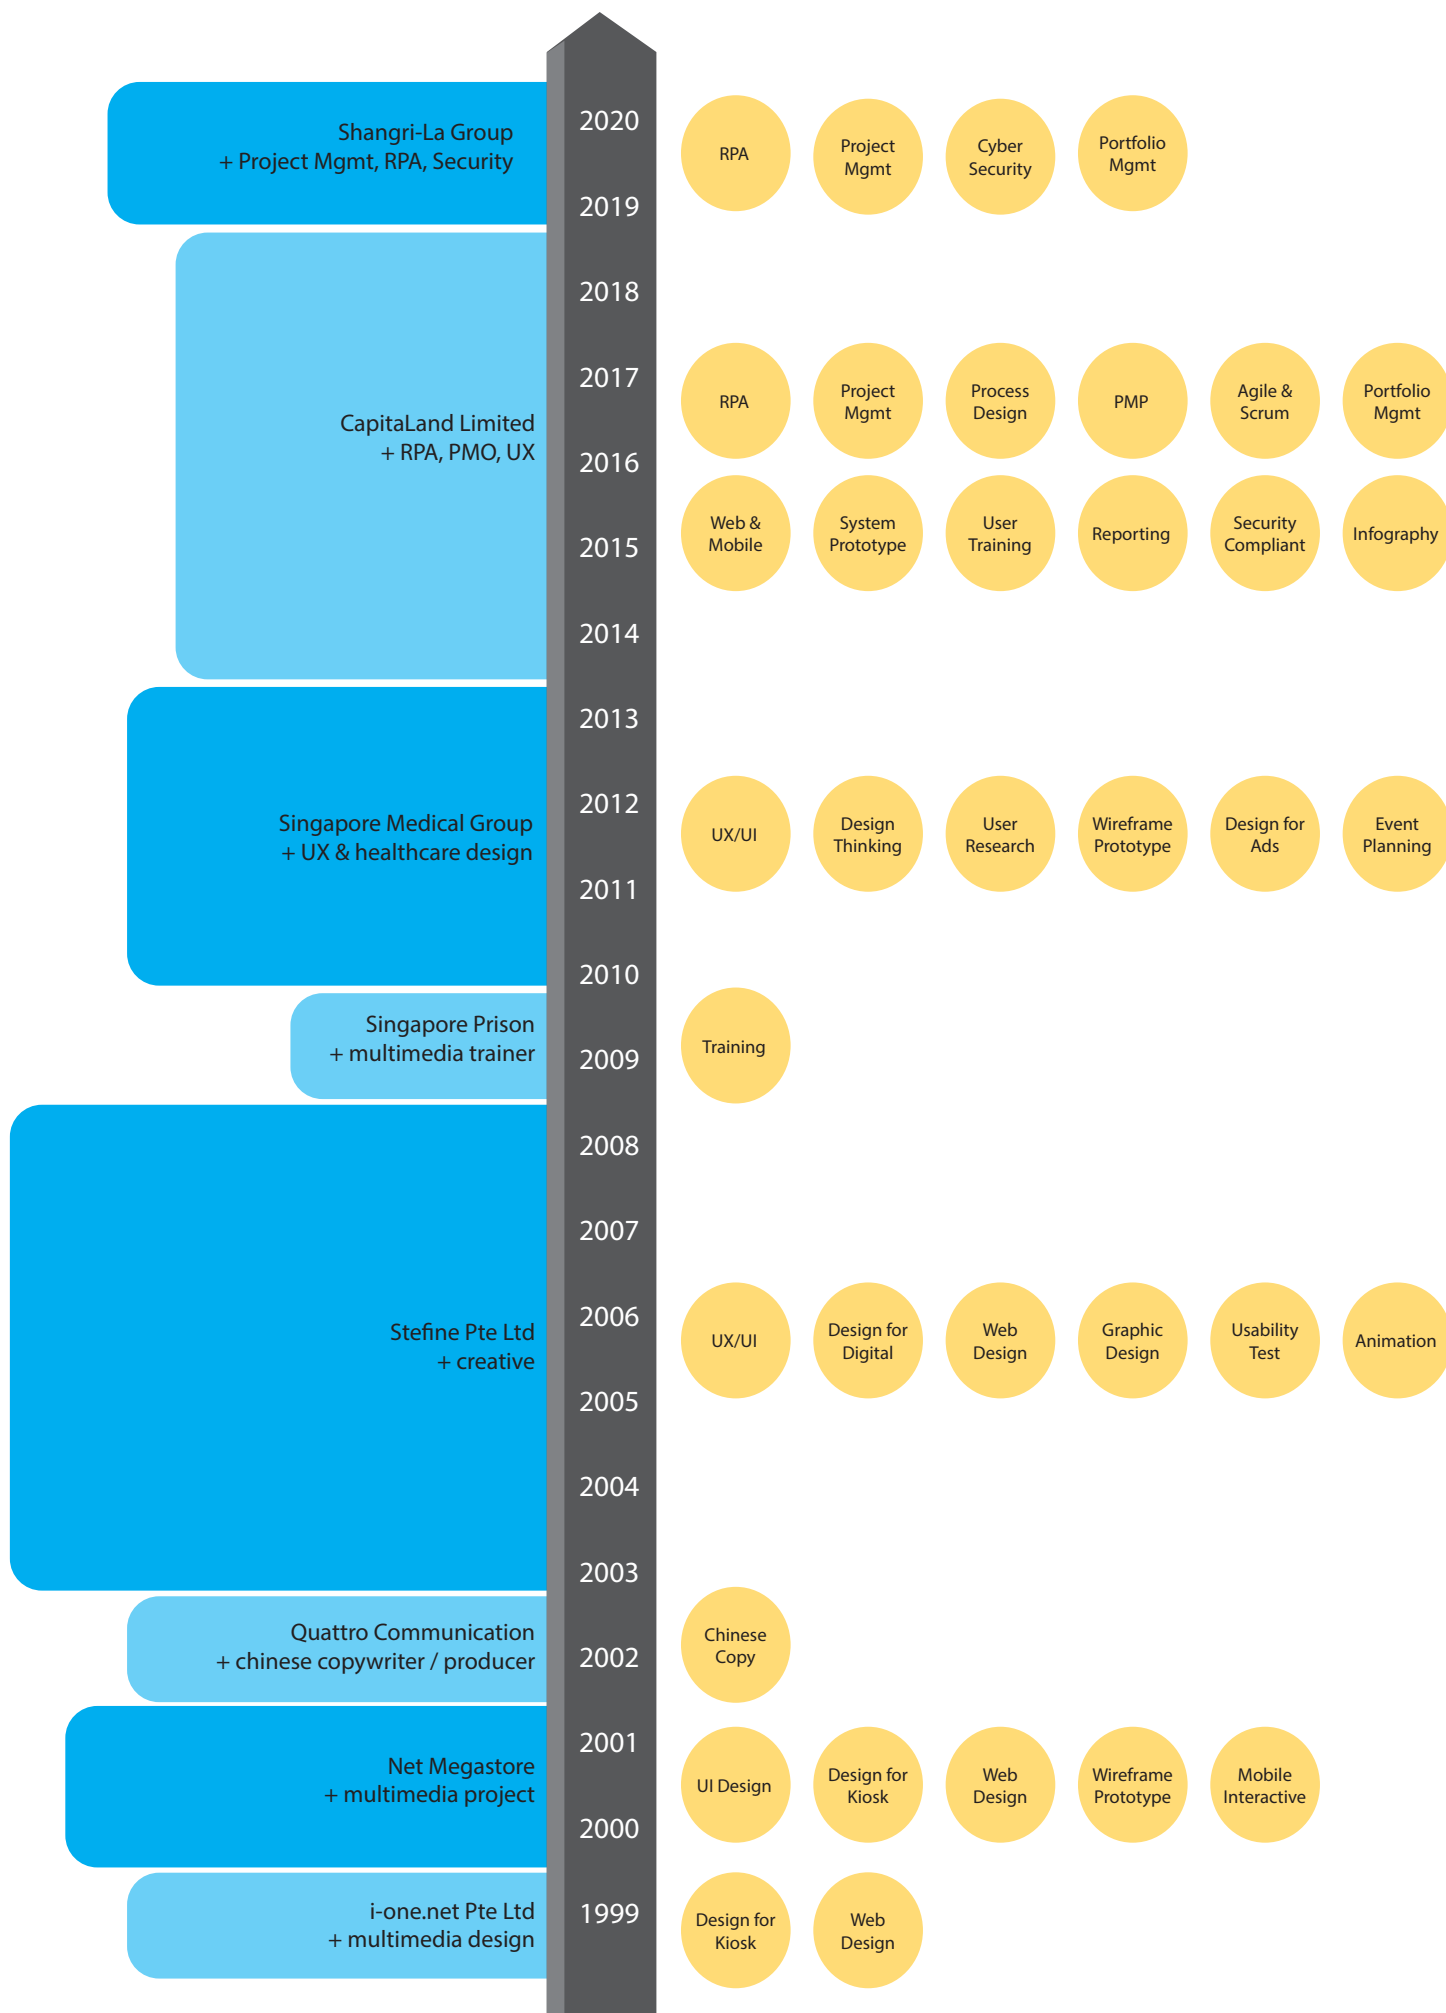 2020
Shangri-La Group
+ Project Mgmt, RPA, Security
RPA
Project
Mgmt
Cyber
Security
Portfolio
Mgmt
2019
2018
2017
CapitaLand Limited
+ RPA, PMO, UX
RPA
Project
Mgmt
Process
Design
PMP
Agile &
Scrum
Portfolio
Mgmt
2016
Web &
Mobile
System
Prototype
User
Training
Reporting
Security
Compliant
Infography
2015
2014
2013
2012
Singapore Medical Group
+ UX & healthcare design
UX/UI
Design
Thinking
User
Research
Wireframe
Prototype
Design for
Ads
Event
Planning
2011
2010
Singapore Prison
+ multimedia trainer
Training
2009
2008
2007
2006
Stefine Pte Ltd
+ creative
UX/UI
Design for
Digital
Web
Design
Graphic
Design
Usability
Test
Animation
2005
2004
2003
Quattro Communication
+ chinese copywriter / producer
Chinese
Copy
2002
2001
Net Megastore
+ multimedia project
UI Design
Design for
Kiosk
Web
Design
Wireframe
Prototype
Mobile
Interactive
2000
i-one.net Pte Ltd
+ multimedia design
1999
Design for
Kiosk
Web
Design